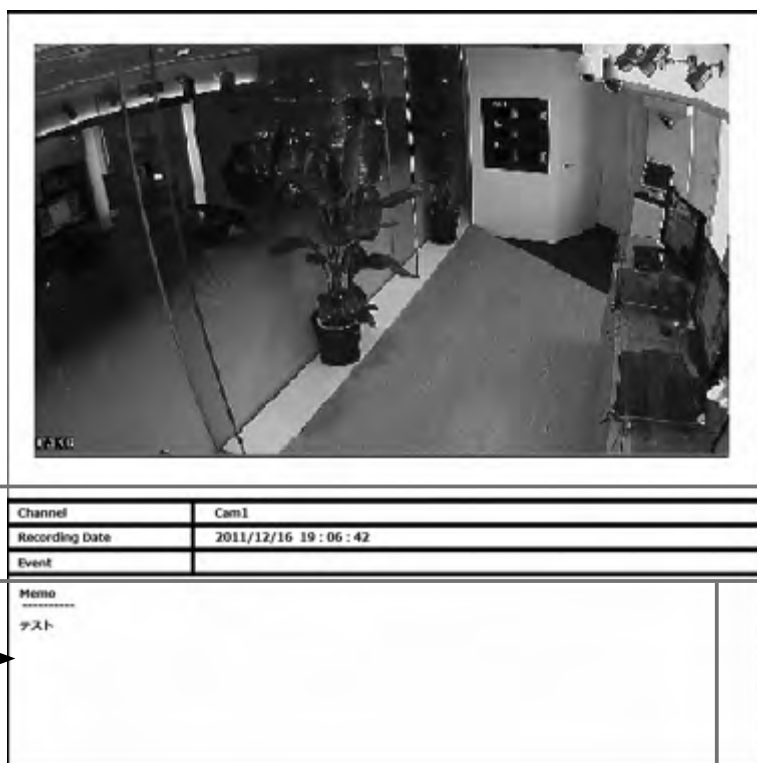 Channel Cam1
Recording Date 2011/12/16 19:06:42
Event
Memo
----------
テスト